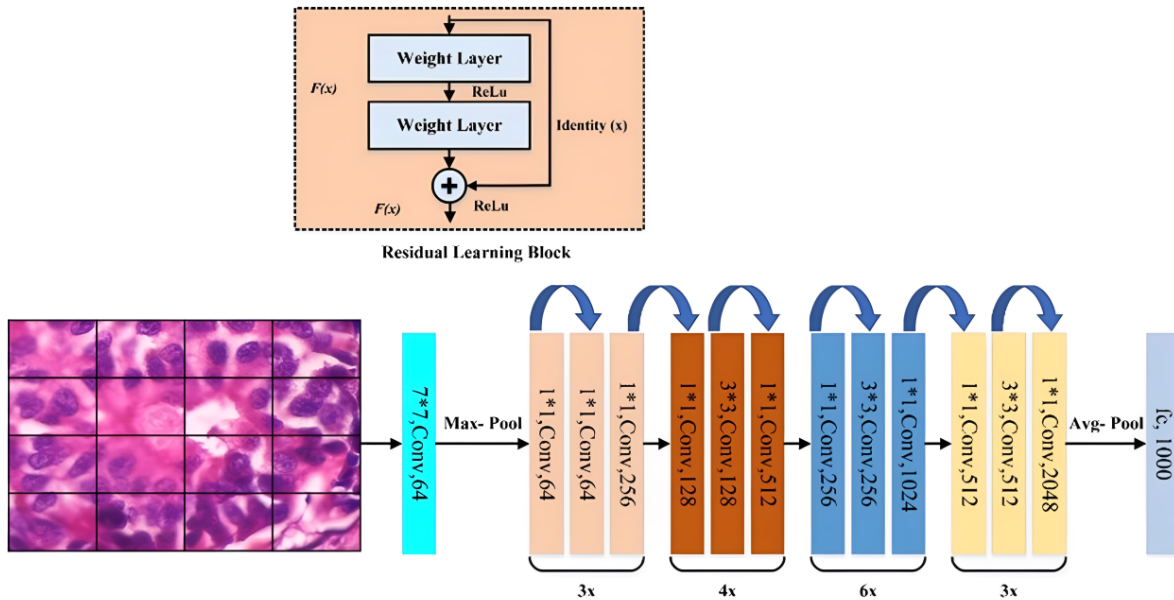 Weight Layer
F(x)
ReLu
Weight Layer
Identity (x)
F(x)
ReLu
Residual Learning Block
7*7,Conv,64
Max- Pool
1*1,Conv,64
1*1,Conv,64
1*1,Conv,256
1*1,Conv,128
3*3,Conv,128
1*1,Conv,512
1*1,Conv,256
3*3,Conv,256
1*1,Conv,1024
1*1,Conv,512
3*3,Conv,512
1*1,Conv,2048
Avg- Pool
fc, 1000
3x
4x
6x
3x